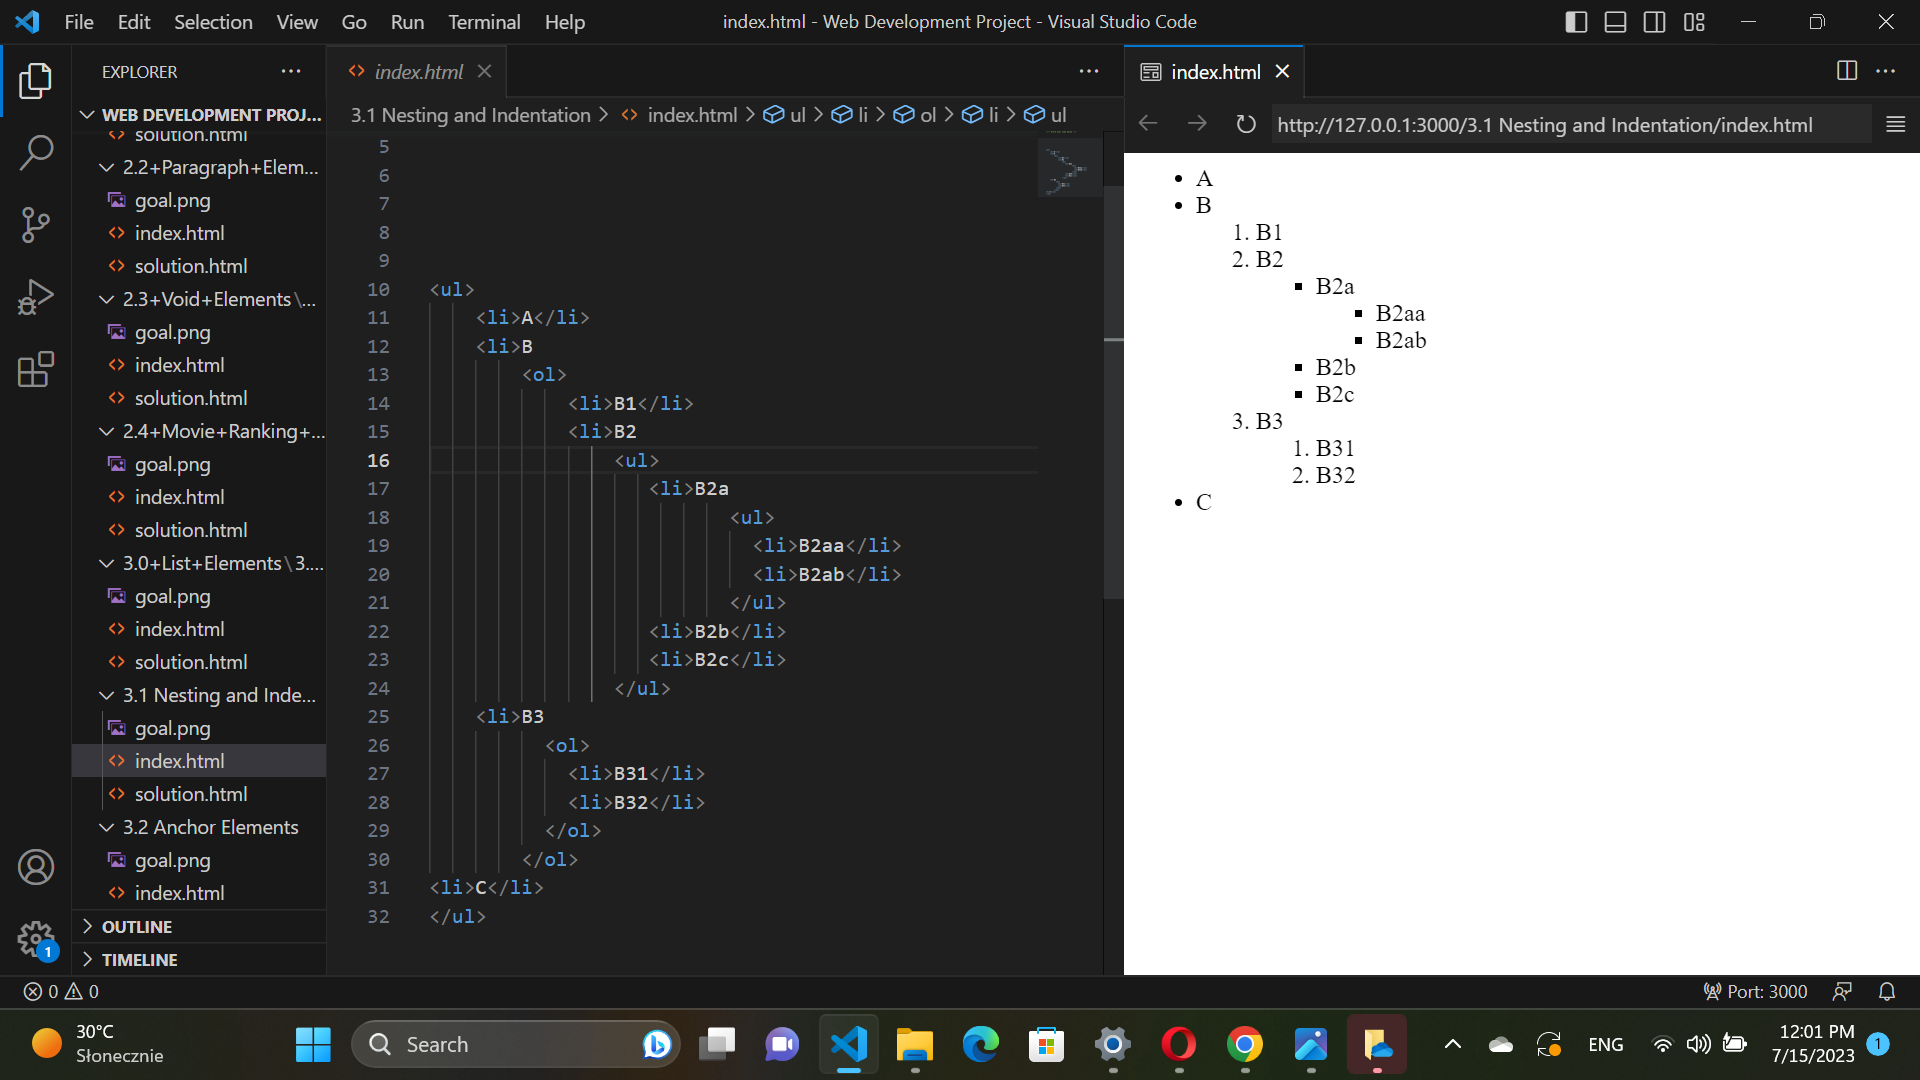 File Edit Selection View Go Run Terminal Help
index.html - Web Development Project - Visual Studio Code
EXPLORER
WEB DEVELOPMENT PROJ...
solution.html
2.2+Paragraph+Elem...
goal.png
index.html
solution.html
2.3+Void+Elements\...
goal.png
index.html
solution.html
2.4+Movie+Ranking+...
goal.png
index.html
solution.html
3.0+List+Elements\3....
goal.png
index.html
solution.html
3.1 Nesting and Inde...
goal.png
index.html
solution.html
3.2 Anchor Elements
goal.png
index.html
OUTLINE
TIMELINE
index.html
3.1 Nesting and Indentation > index.html > ul > li > ol > li > ul
5
6
7
8
9
10 <ul>
11 <li>A</li>
12 <li>B
13 <ol>
14 <li>B1</li>
15 <li>B2
16 <ul>
17 <li>B2a
18 <ul>
19 <li>B2aa</li>
20 <li>B2ab</li>
21 </ul>
22 <li>B2b</li>
23 <li>B2c</li>
24 </ul>
25 <li>B3
26 <ol>
27 <li>B31</li>
28 <li>B32</li>
29 </ol>
30 </ol>
31 <li>C</li>
32 </ul>
index.html
http://127.0.0.1:3000/3.1 Nesting and Indentation/index.html
• A
• B
1. B1
2. B2
▪ B2a
▪ B2aa
▪ B2ab
▪ B2b
▪ B2c
3. B3
1. B31
2. B32
• C
1
0 0
Port: 3000
30°C
Słonecznie
Search
ENG
12:01 PM
7/15/2023
1